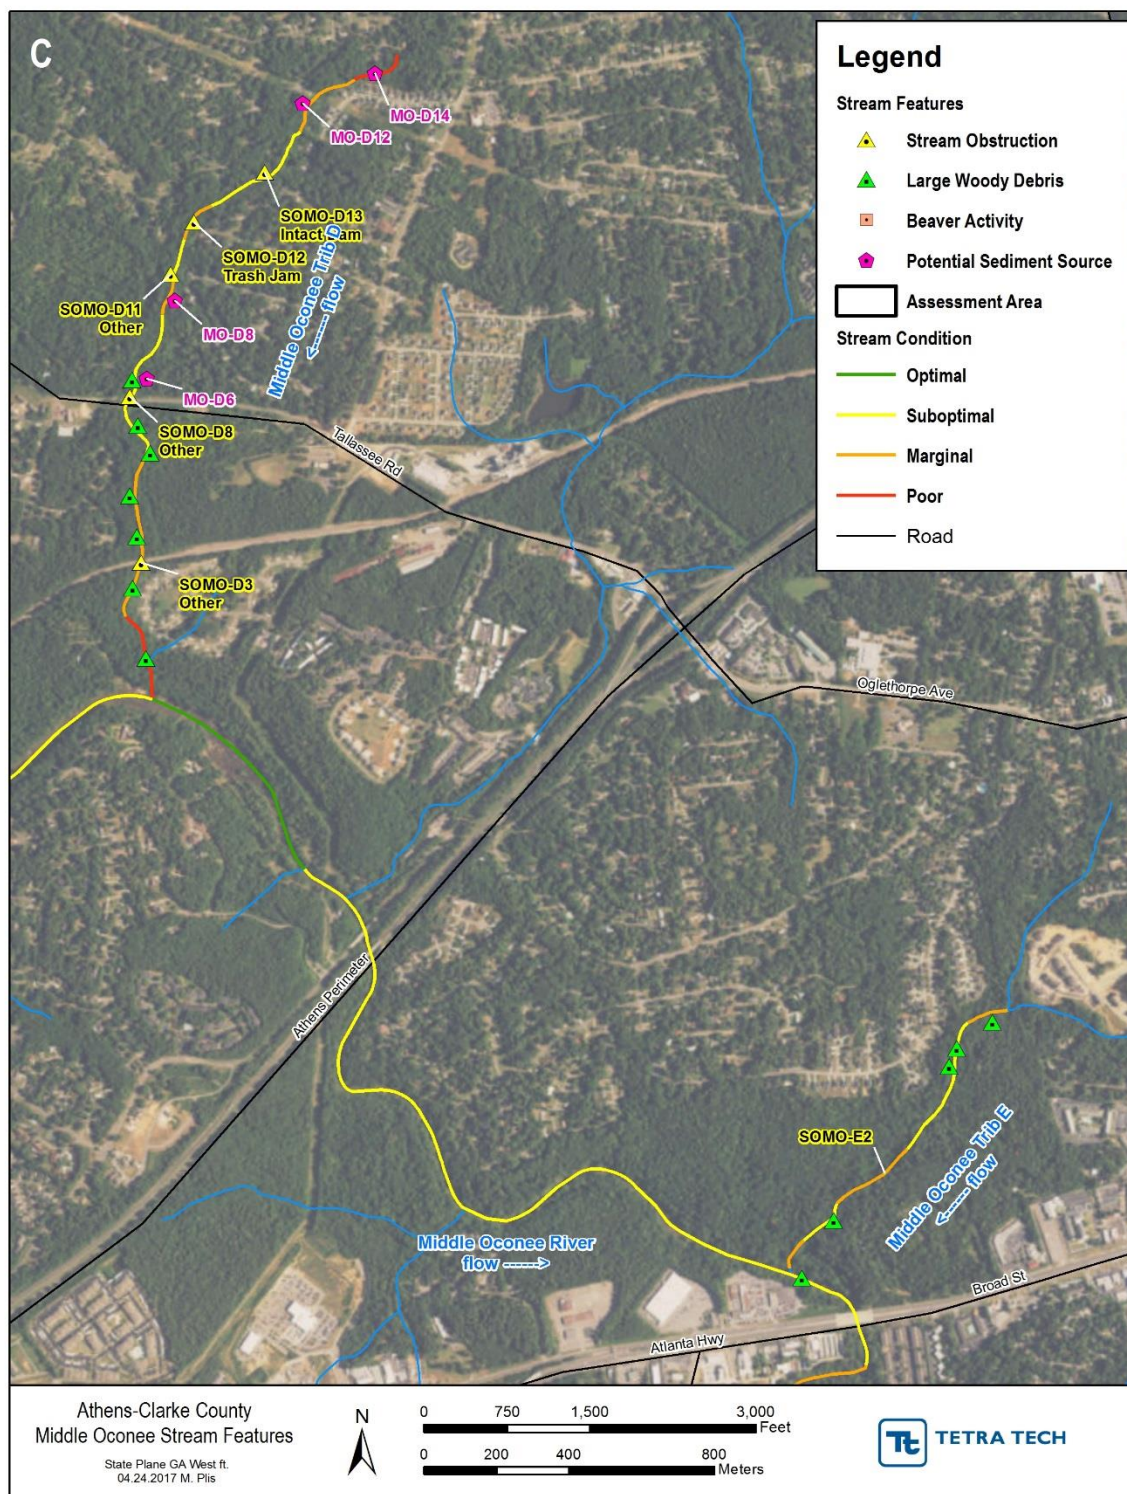 C
Legend
Stream Features
Stream Obstruction
Large Woody Debris
Beaver Activity
Potential Sediment Source
Assessment Area
Stream Condition
Optimal
Suboptimal
Marginal
Poor
Road
MO-D14
MO-D12
SOMO-D13
Intact Jam
SOMO-D12
Trash Jam
Middle Oconee Trib D
<------ flow
SOMO-D11
Other
MO-D8
MO-D6
SOMO-D8
Other
Tallassee Rd
SOMO-D3
Other
Oglethorpe Ave
Athens Perimeter
SOMO-E2
Middle Oconee Trib E
<------ flow
Middle Oconee River
flow ------>
Broad St
Atlanta Hwy
Athens-Clarke County
Middle Oconee Stream Features
State Plane GA West ft.
04.24.2017 M. Plis
N
0 750 1,500 3,000
Feet
0 200 400 800
Meters
Tt TETRA TECH